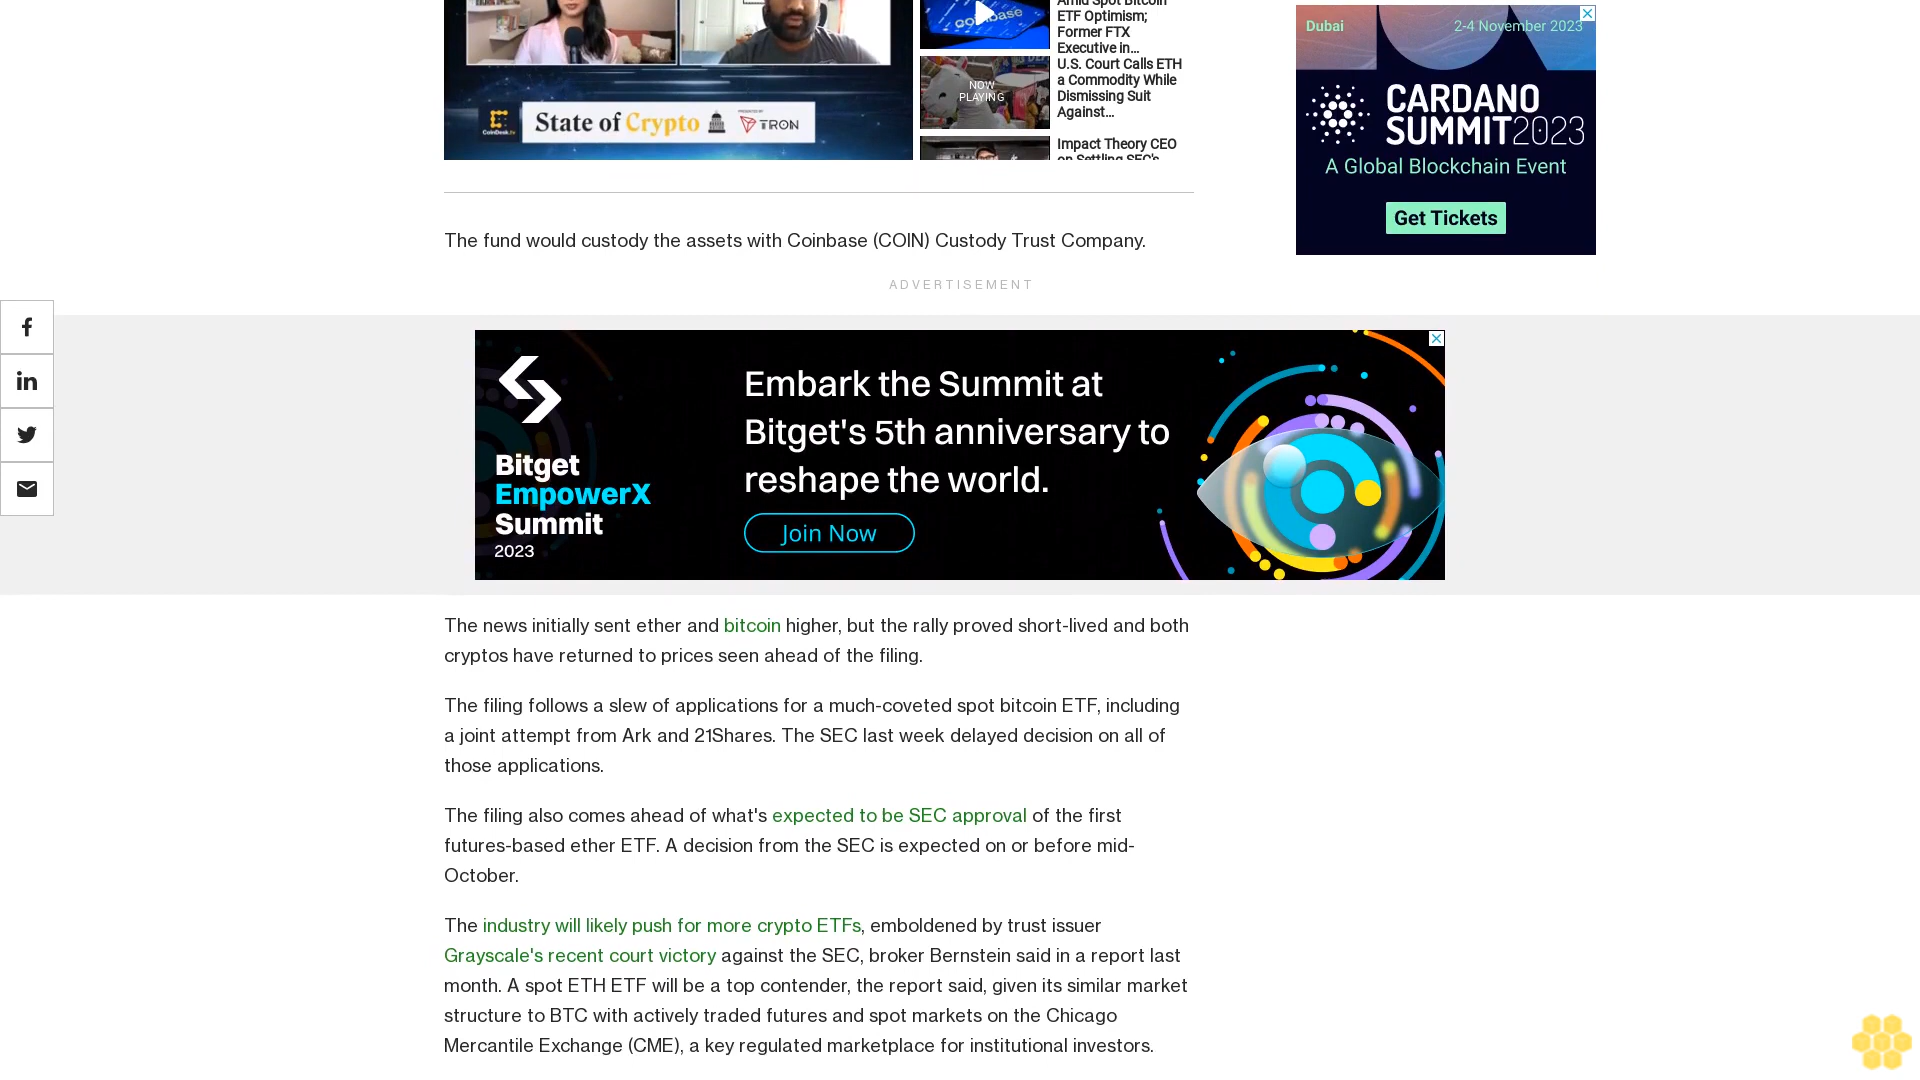 Amid Spot Bitcoin
ETF Optimism;
Former FTX
Executive in...
coinbase
U.S. Court Calls ETH
a Commodity While
Dismissing Suit
Against...
NOW
PLAYING
Impact Theory CEO
on Settling SEC's
CoinDesk.tv
State of Crypto
PRESENTED BY
TRON
Dubai
2-4 November 2023
CARDANO
SUMMIT2023
A Global Blockchain Event
Get Tickets
The fund would custody the assets with Coinbase (COIN) Custody Trust Company.
ADVERTISEMENT
Bitget
EmpowerX
Summit
2023
Embark the Summit at
Bitget's 5th anniversary to
reshape the world.
Join Now
The news initially sent ether and bitcoin higher, but the rally proved short-lived and both
cryptos have returned to prices seen ahead of the filing.
The filing follows a slew of applications for a much-coveted spot bitcoin ETF, including
a joint attempt from Ark and 21Shares. The SEC last week delayed decision on all of
those applications.
The filing also comes ahead of what's expected to be SEC approval of the first
futures-based ether ETF. A decision from the SEC is expected on or before mid-
October.
The industry will likely push for more crypto ETFs, emboldened by trust issuer
Grayscale's recent court victory against the SEC, broker Bernstein said in a report last
month. A spot ETH ETF will be a top contender, the report said, given its similar market
structure to BTC with actively traded futures and spot markets on the Chicago
Mercantile Exchange (CME), a key regulated marketplace for institutional investors.